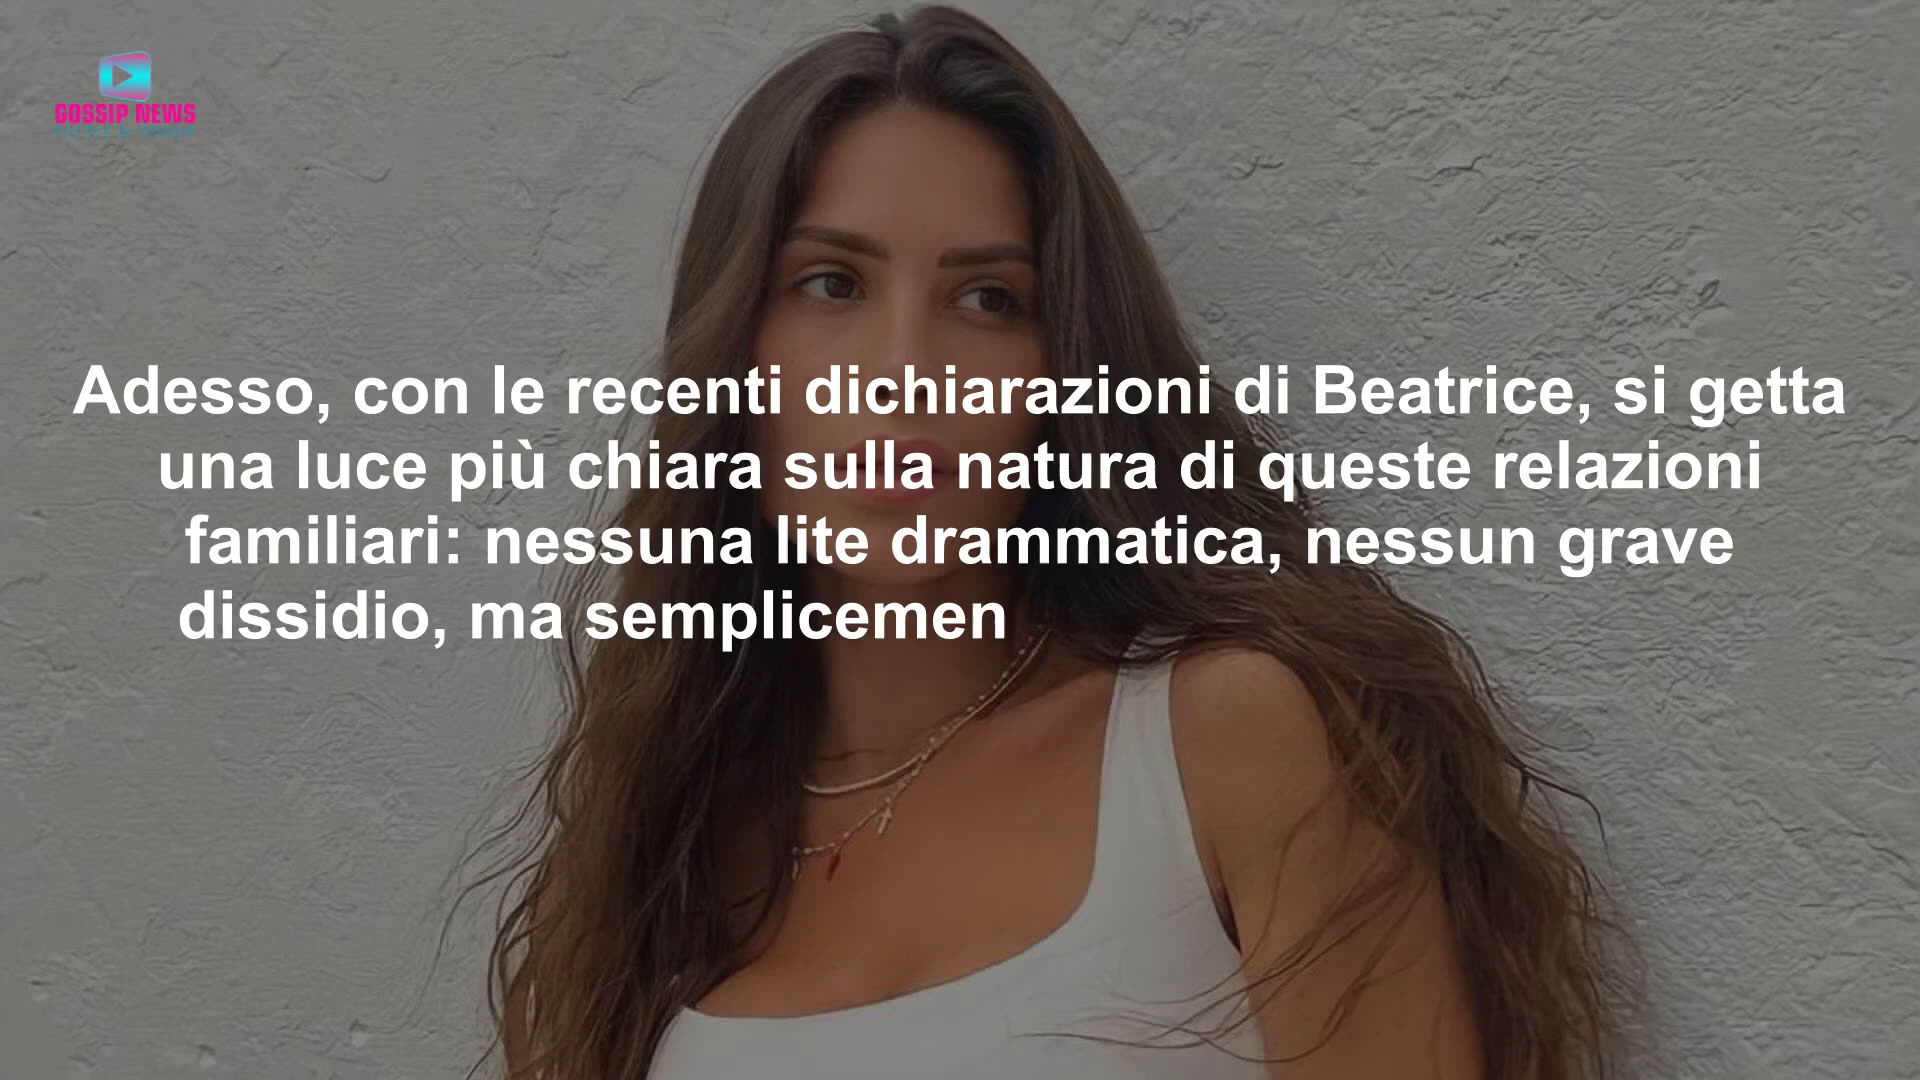 GOSSIP NEWS
Adesso, con le recenti dichiarazioni di Beatrice, si getta
una luce più chiara sulla natura di queste relazioni
familiari: nessuna lite drammatica, nessun grave
dissidio, ma semplicemen